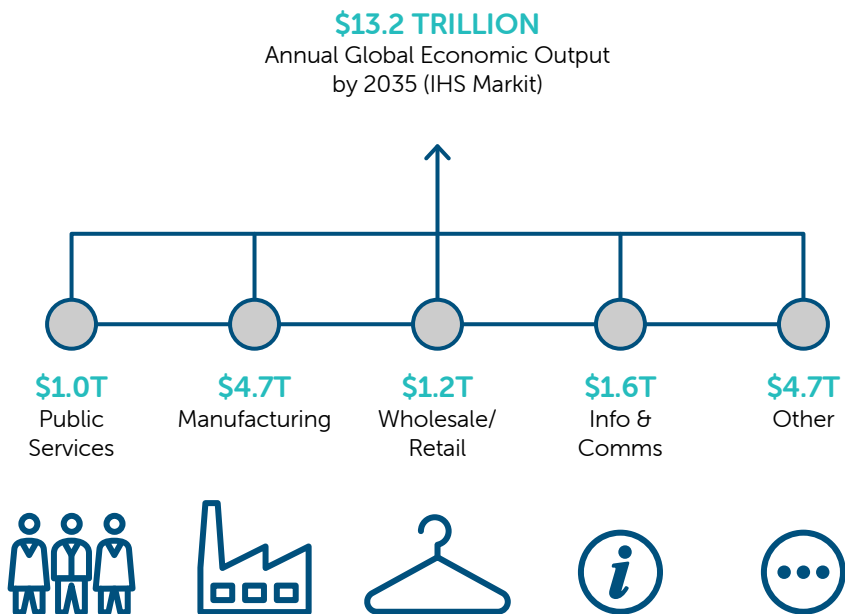 $13.2 TRILLION
Annual Global Economic Output
by 2035 (IHS Markit)
$1.0T
Public
Services
$4.7T
Manufacturing
$1.2T
Wholesale/
Retail
$1.6T
Info &
Comms
$4.7T
Other
i